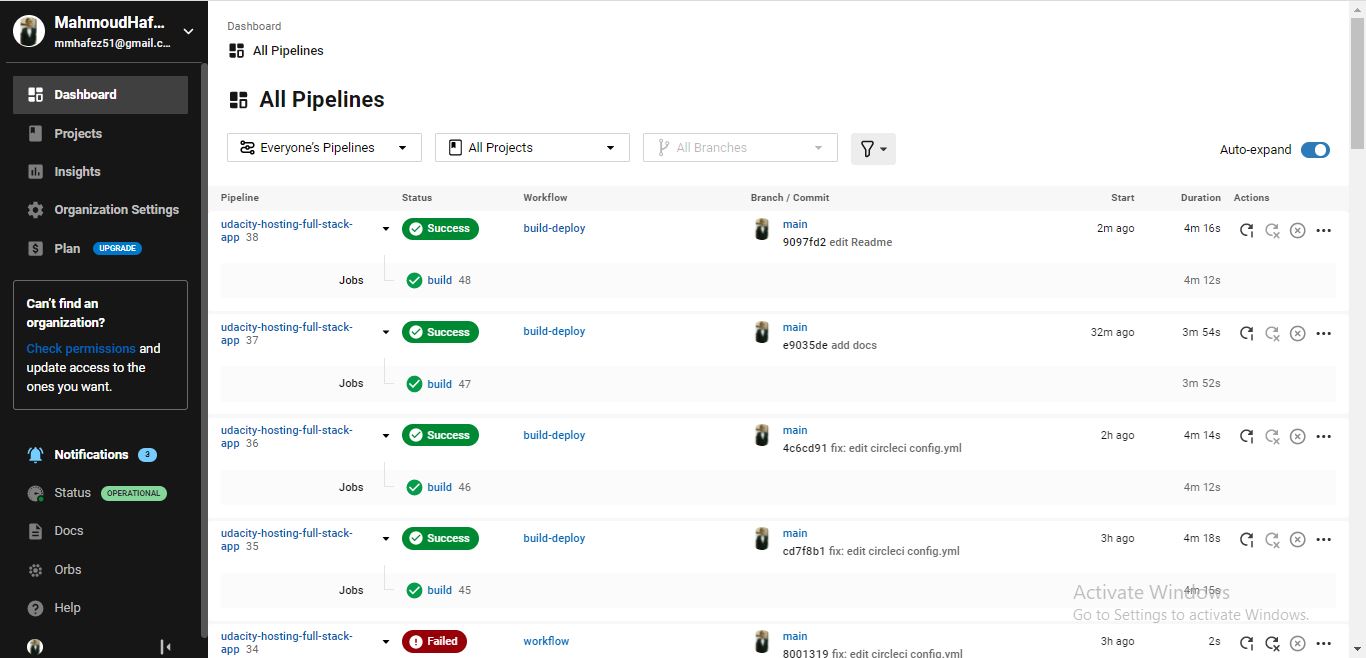 MahmoudHaf...
mmhafez51@gmail.c...
Dashboard
Projects
Insights
Organization Settings
$ Plan UPGRADE
Can't find an
organization?
Check permissions and
update access to the
ones you want.
Notifications 3
Status OPERATIONAL
Docs
Orbs
? Help
Dashboard
All Pipelines
All Pipelines
Everyone's Pipelines All Projects All Branches Auto-expand
Pipeline Status Workflow Branch / Commit Start Duration Actions
udacity-hosting-full-stack- Success build-deploy main 2m ago 4m 16s
app 38 9097fd2 edit Readme
Jobs build 48 4m 12s
udacity-hosting-full-stack- Success build-deploy main 32m ago 3m 54s
app 37 e9035de add docs
Jobs build 47 3m 52s
udacity-hosting-full-stack- Success build-deploy main 2h ago 4m 14s
app 36 4c6cd91 fix: edit circleci config.yml
Jobs build 46 4m 12s
udacity-hosting-full-stack- Success build-deploy main 3h ago 4m 18s
app 35 cd7f8b1 fix: edit circleci config.yml
Jobs build 45 4m 15s
Activate Windows
Go to Settings to activate Windows.
udacity-hosting-full-stack- Failed workflow main 3h ago 2s
app 34 8001319 fix: edit circleci config.yml